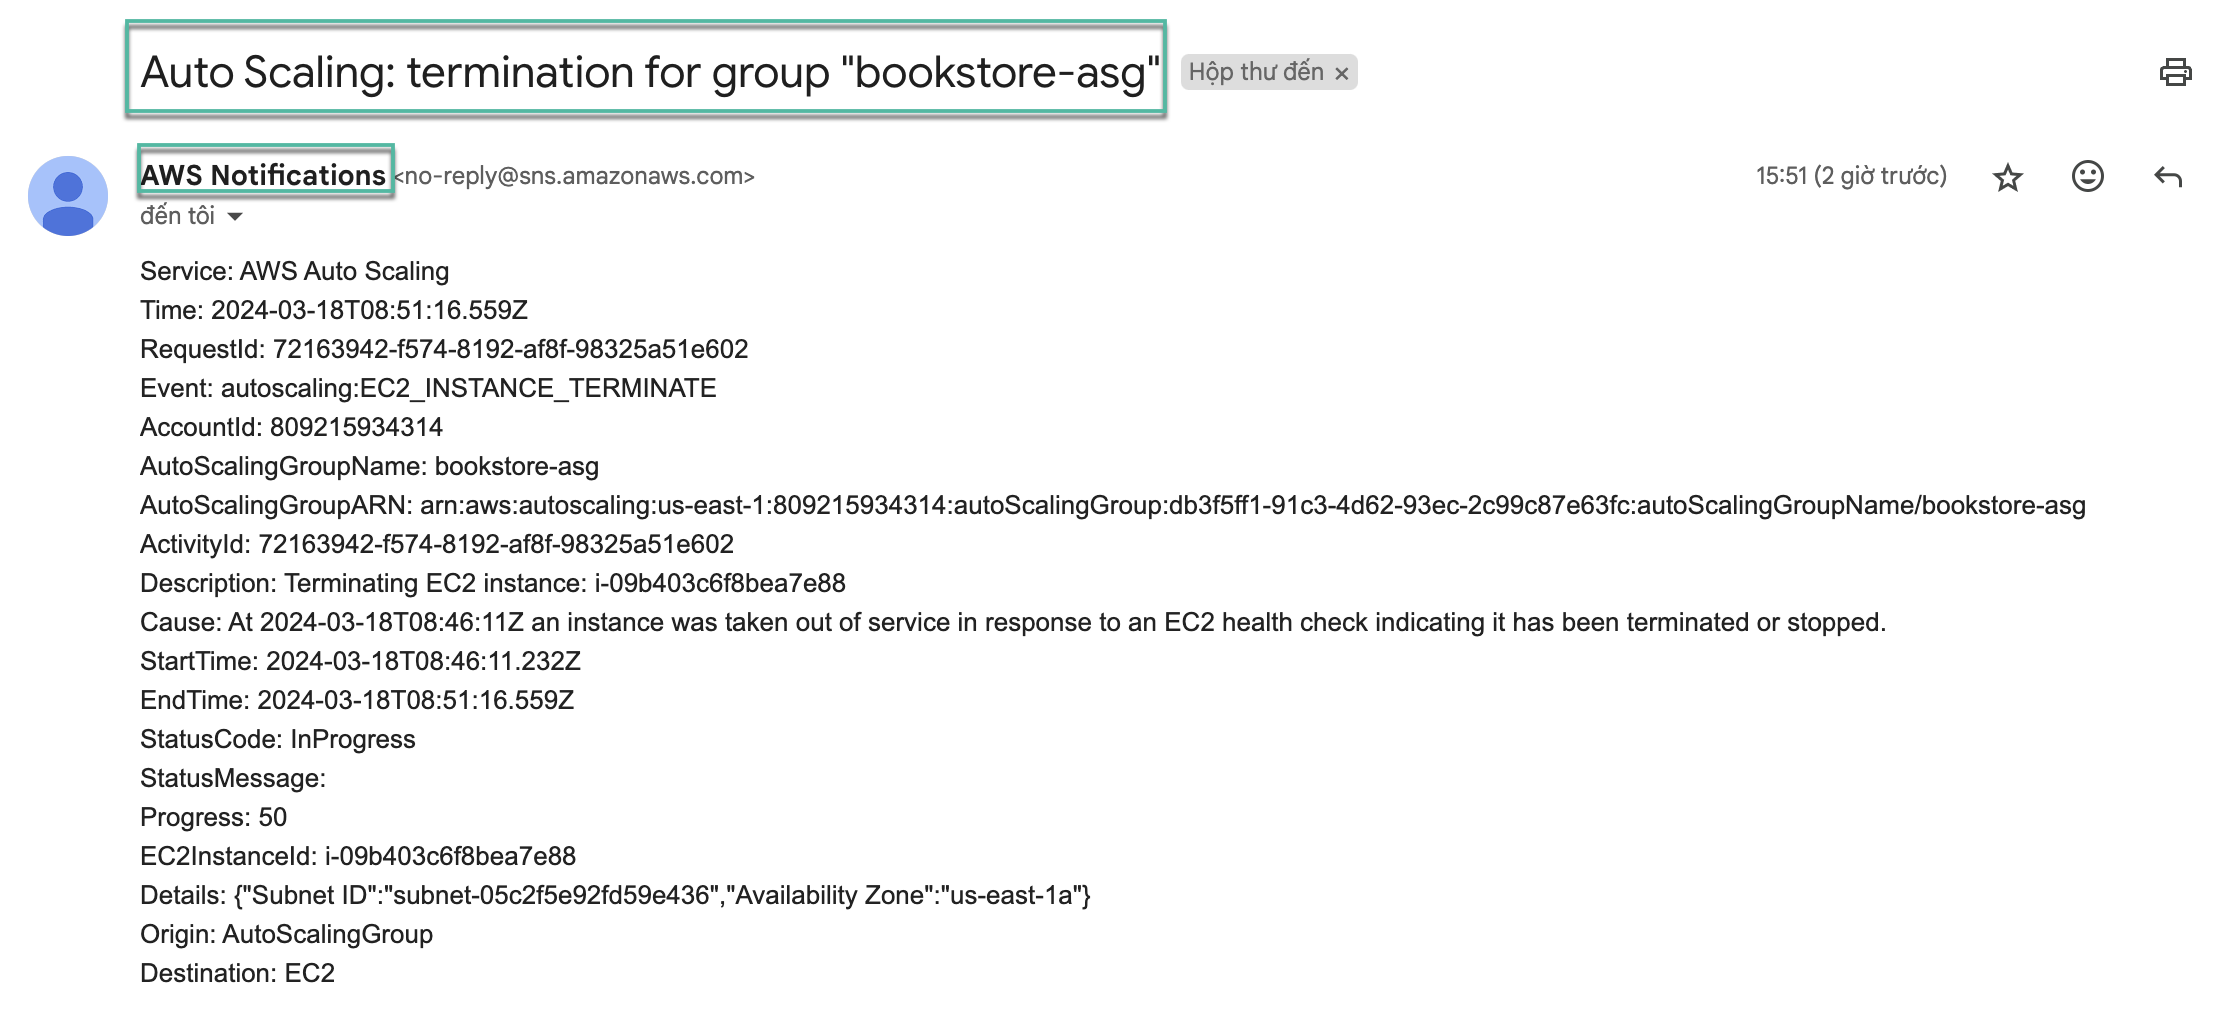 Auto Scaling: termination for group "bookstore-asg" Hộp thư đến ×
AWS Notifications <no-reply@sns.amazonaws.com> 15:51 (2 giờ trước)
đến tôi
Service: AWS Auto Scaling
Time: 2024-03-18T08:51:16.559Z
RequestId: 72163942-f574-8192-af8f-98325a51e602
Event: autoscaling:EC2_INSTANCE_TERMINATE
AccountId: 809215934314
AutoScalingGroupName: bookstore-asg
AutoScalingGroupARN: arn:aws:autoscaling:us-east-1:809215934314:autoScalingGroup:db3f5ff1-91c3-4d62-93ec-2c99c87e63fc:autoScalingGroupName/bookstore-asg
ActivityId: 72163942-f574-8192-af8f-98325a51e602
Description: Terminating EC2 instance: i-09b403c6f8bea7e88
Cause: At 2024-03-18T08:46:11Z an instance was taken out of service in response to an EC2 health check indicating it has been terminated or stopped.
StartTime: 2024-03-18T08:46:11.232Z
EndTime: 2024-03-18T08:51:16.559Z
StatusCode: InProgress
StatusMessage:
Progress: 50
EC2InstanceId: i-09b403c6f8bea7e88
Details: {"Subnet ID":"subnet-05c2f5e92fd59e436","Availability Zone":"us-east-1a"}
Origin: AutoScalingGroup
Destination: EC2